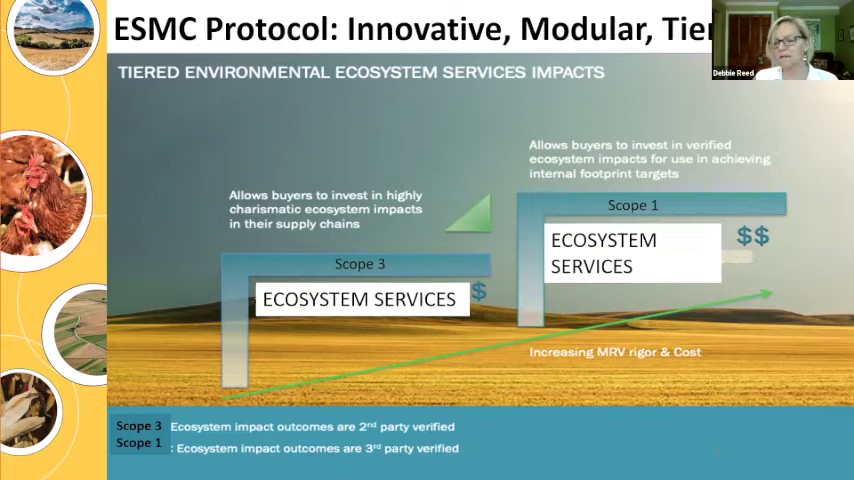 ESMC Protocol: Innovative, Modular, Tier
Debbie Reed
TIERED ENVIRONMENTAL ECOSYSTEM SERVICES IMPACTS
Allows buyers to invest in verified
ecosystem impacts for use in achieving
internal footprint targets
Allows buyers to invest in highly
charismatic ecosystem impacts
in their supply chains
Scope 1
ECOSYSTEM
SERVICES
$$
Scope 3
ECOSYSTEM SERVICES
$
Increasing MRV rigor & Cost
Scope 3 Ecosystem impact outcomes are 2nd party verified
Scope 1 : Ecosystem impact outcomes are 3rd party verified